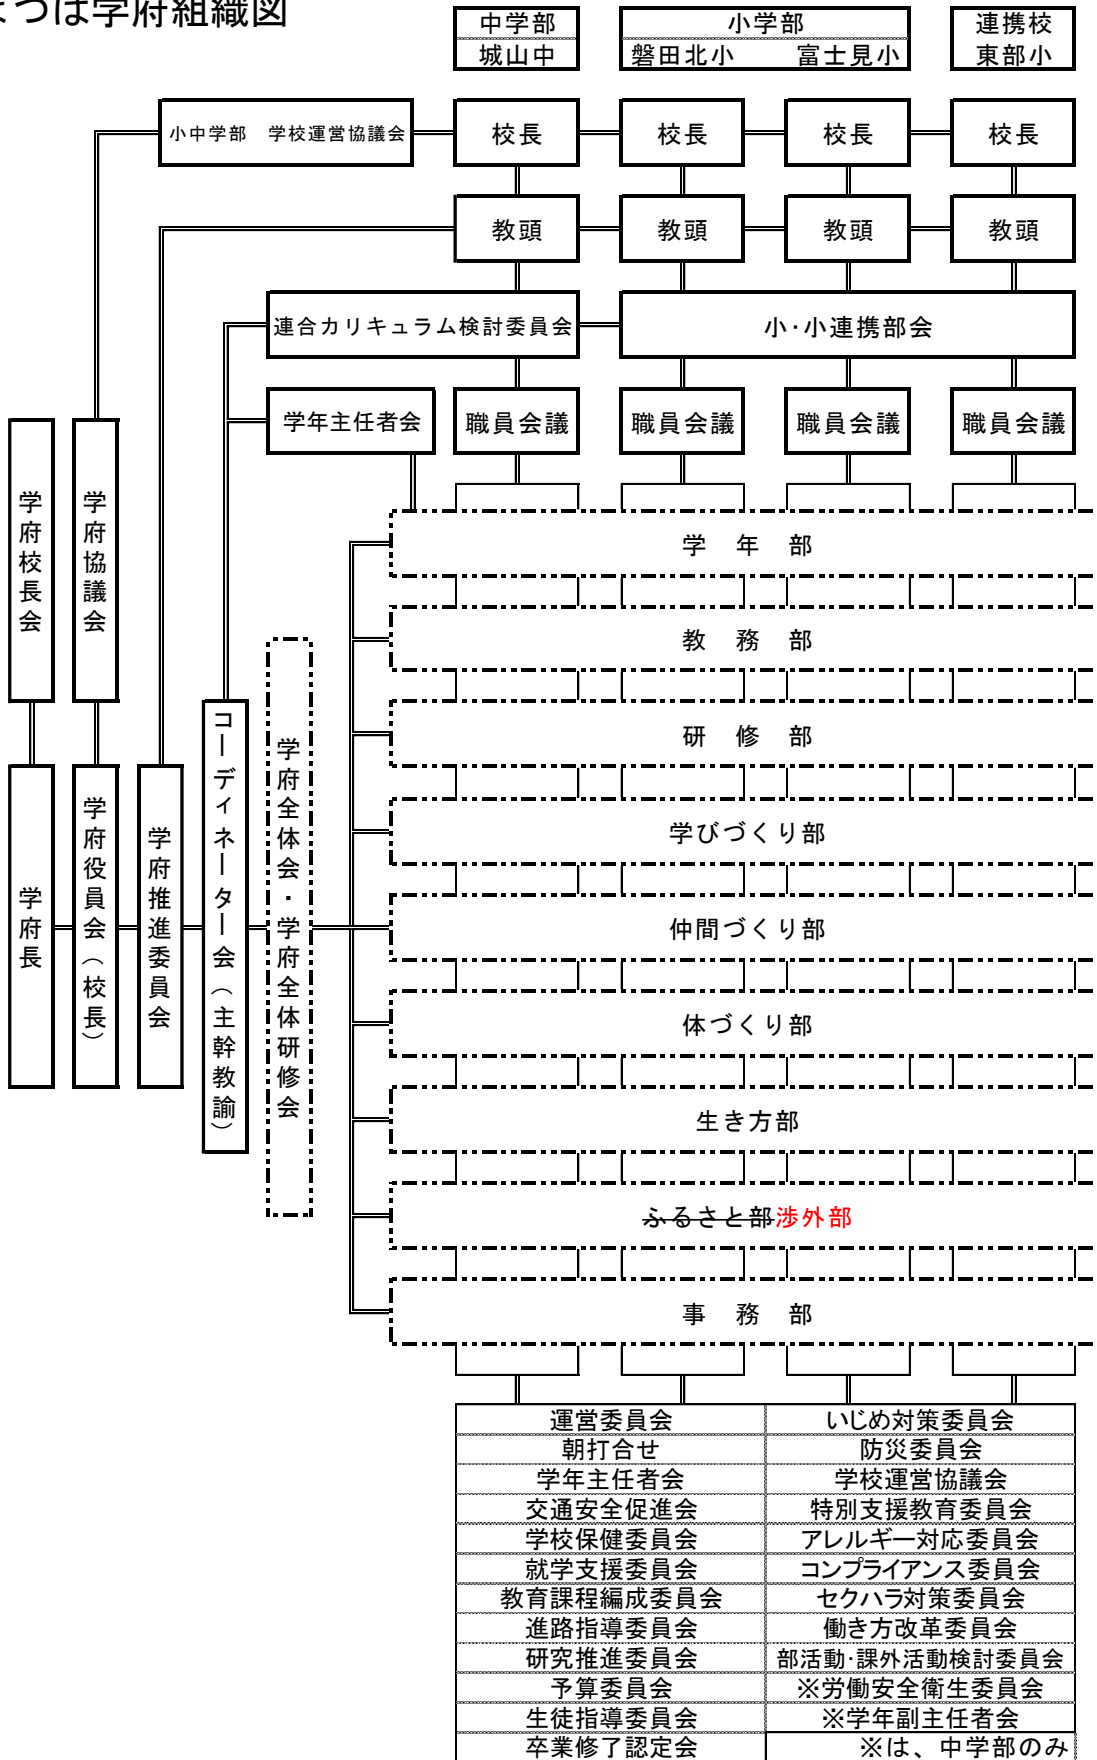 まつは学府組織図
中学部
城山中
小学部
磐田北小　富士見小
連携校
東部小
小中学部　学校運営協議会
校長
校長
校長
校長
教頭
教頭
教頭
教頭
連合カリキュラム検討委員会
小・小連携部会
学年主任者会
職員会議
職員会議
職員会議
職員会議
学府校長会
学府協議会
学府長
学府役員会（校長）
学府推進委員会
コーディネーター会（主幹教諭）
学府全体会・学府全体研修会
学　年　部
教　務　部
研　修　部
学びづくり部
仲間づくり部
体づくり部
生き方部
ふるさと部渉外部
事　務　部
運営委員会　いじめ対策委員会
朝打合せ　防災委員会
学年主任者会　学校運営協議会
交通安全促進会　特別支援教育委員会
学校保健委員会　アレルギー対応委員会
就学支援委員会　コンプライアンス委員会
教育課程編成委員会　セクハラ対策委員会
進路指導委員会　働き方改革委員会
研究推進委員会　部活動・課外活動検討委員会
予算委員会　※労働安全衛生委員会
生徒指導委員会　※学年副主任者会
卒業修了認定会　※は、中学部のみ